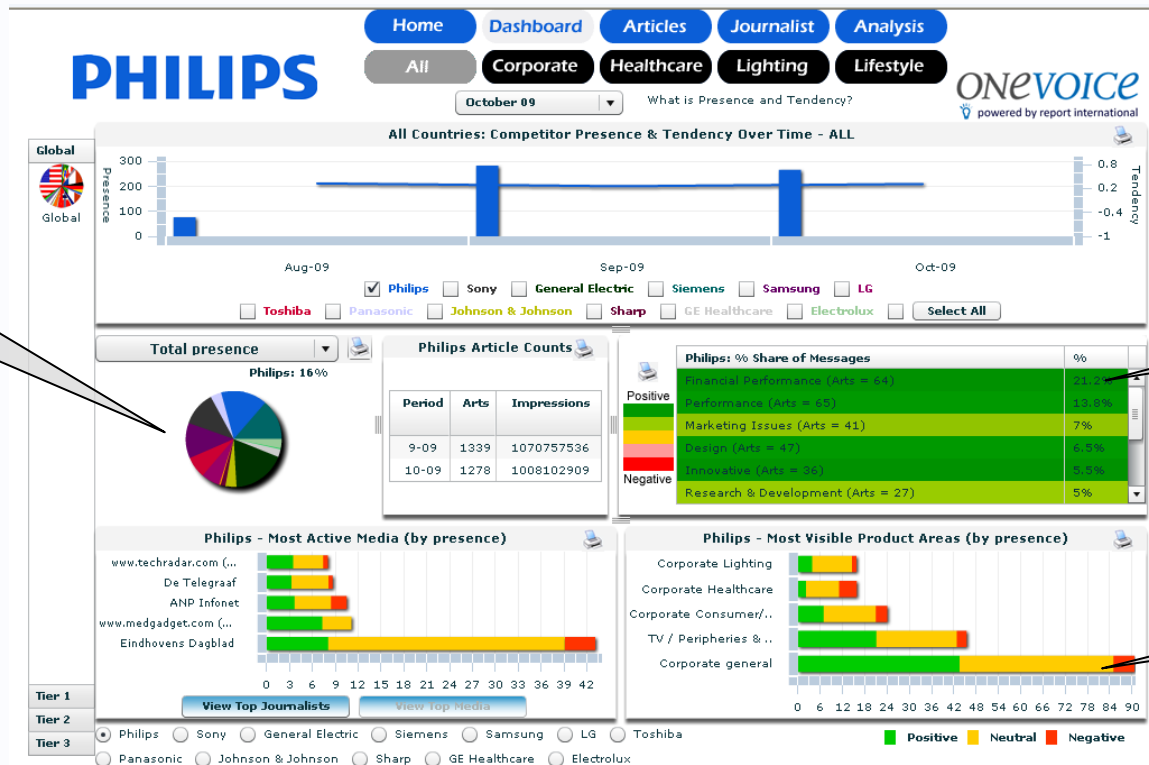 Home Dashboard Articles Journalist Analysis
PHILIPS
All Corporate Healthcare Lighting Lifestyle
ONEVOICE
powered by report international
October 09 What is Presence and Tendency?
All Countries: Competitor Presence & Tendency Over Time - ALL
Global
Global
Presence
300
200
100
0
0.8
0.2
-0.4
-1
Tendency
Aug-09 Sep-09 Oct-09
Philips Sony General Electric Siemens Samsung LG
Toshiba Panasonic Johnson & Johnson Sharp GE Healthcare Electrolux Select All
Total presence
Philips: 16%
Philips Article Counts
Period Arts Impressions
9-09 1339 1070757536
10-09 1278 1008102909
Positive
Negative
Philips: % Share of Messages %
Financial Performance (Arts = 64) 21.2%
Performance (Arts = 65) 13.8%
Marketing Issues (Arts = 41) 7%
Design (Arts = 47) 6.5%
Innovative (Arts = 36) 5.5%
Research & Development (Arts = 27) 5%
Philips - Most Active Media (by presence)
www.techradar.com (...
De Telegraaf
ANP Infonet
www.medgadget.com (...
Eindhovens Dagblad
0 3 6 9 12 15 18 21 24 27 30 33 36 39 42
View Top Journalists View Top Media
Philips - Most Visible Product Areas (by presence)
Corporate Lighting
Corporate Healthcare
Corporate Consumer/..
TV / Peripheries & ..
Corporate general
0 6 12 18 24 30 36 42 48 54 60 66 72 78 84 90
Positive Neutral Negative
Tier 1
Tier 2
Tier 3
Philips Sony General Electric Siemens Samsung LG Toshiba
Panasonic Johnson & Johnson Sharp GE Healthcare Electrolux